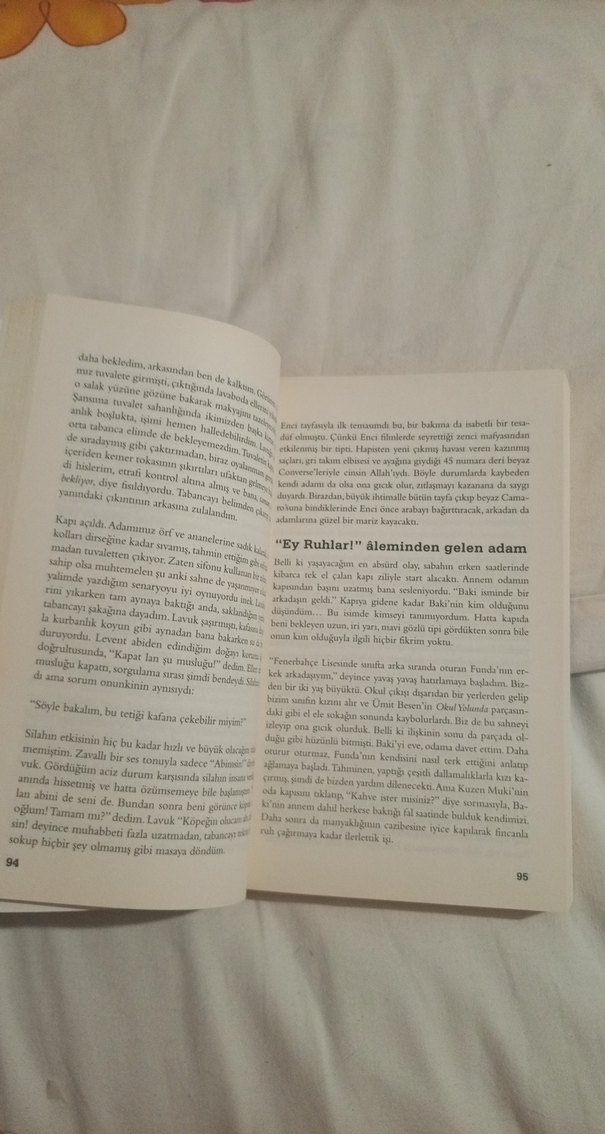 daha bekledim, arkasından ben de kalktım.
mız tuvalete girmişti, çıktığında lavaboda ellerini
o salak yüzüne gözüne bakarak makyajını
Şansına tuvalet sahanlığında ikimizden başka
anlık boşlukta, işimi hemen halledebilirdim.
orta tabanca elimde de bekleyemezdim. Tuvaletin
de sıradaymış gibi çaktırmadan, biraz oyalanmam
içeriden kemer tokasının şıkırtıları ufaktan
di hislerim, etrafı kontrol altına almış ve bana,
bekliyor, diye fısıldıyordu. Tabancayı belimden
yanındaki çıkıntının arkasına zulalandım.
Kapı açıldı. Adamımız örf ve ananelerine sadık
kolları dirseğine kadar sıvamış, tahmin ettiğim gibi
madan tuvaletten çıkıyor. Zaten sifonu kullanan bir
sahip olsa muhtemelen şu anki sahne de yaşanmıyor
yalimde yazdığım senaryoyu iyi oynuyordu inek.
rini yıkarken tam aynaya baktığı anda, saklandığım
tabancayı şakağına dayadım. Lavuk şaşırmıştı,
la kurbanlık koyun gibi aynadan bana bakarken
duruyordu. Levent abiden edindiğim doğayı koruma
doğrultusunda, “Kapat lan şu musluğu!” dedim.
musluğu kapattı, sorgulama sırası şimdi bendeydi.
dı ama sorum onunkinin aynısıydı:
“Söyle bakalım, bu tetiği kafana çekebilir miyim?”
Silahın etkisinin hiç bu kadar hızlı ve büyük olacağını
memiştim. Zavallı bir ses tonuyla sadece “Abimsin!”
vuk. Gördüğüm aciz durum karşısında silahın insana
anında hissetmiş ve hatta özümsemeye bile başlamıştım.
lan abini de seni de. Bundan sonra beni görünce
oğlum! Tamam mı?” dedim. Lavuk “Köpeğin olucam
sin! deyince muhabbeti fazla uzatmadan, tabancayı
sokup hiçbir şey olmamış gibi masaya döndüm.
94
Enci tayfasıyla ilk temasımdı bu, bir bakıma da isabetli bir tesa-
düf olmuştu. Çünkü Enci filmlerde seyrettiği zenci mafyasından
etkilenmiş bir tipti. Hapisten yeni çıkmış havası veren kazınmış
saçları, gri takım elbisesi ve ayağına giydiği 45 numara deri beyaz
Converse’leriyle cinsin Allah’ıydı. Böyle durumlarda kaybeden
kendi adamı da olsa ona gıcık olur, zıtlaşmayı kazanana da saygı
duyardı. Birazdan, büyük ihtimalle bütün tayfa çıkıp beyaz Cama-
ro’suna bindiklerinde Enci önce arabayı bağırttıracak, arkadan da
adamlarına güzel bir mariz kayacaktı.
“Ey Ruhlar!” âleminden gelen adam
Belli ki yaşayacağım en absürd olay, sabahın erken saatlerinde
kibarca tek el çalan kapı ziliyle start alacaktı. Annem odamın
kapısından başını uzatmış bana sesleniyordu. “Baki isminde bir
arkadaşın geldi.” Kapıya gidene kadar Baki’nin kim olduğunu
düşündüm… Bu isimde kimseyi tanımıyordum. Hatta kapıda
beni bekleyen uzun, iri yarı, mavi gözlü tipi gördükten sonra bile
onun kim olduğuyla ilgili hiçbir fikrim yoktu.
“Fenerbahçe Lisesinde sınıfta arka sıranda oturan Funda’nın er-
kek arkadaşıyım,” deyince yavaş yavaş hatırlamaya başladım. Biz-
den bir iki yaş büyüktü. Okul çıkışı dışarıdan bir yerlerden gelip
bizim sınıfın kızını alır ve Ümit Besen’in Okul Yolunda parçasın-
daki gibi el ele sokağın sonunda kaybolurlardı. Biz de bu sahneyi
izleyip ona gıcık olurduk. Belli ki ilişkinin sonu da parçada ol-
duğu gibi hüzünlü bitmişti. Baki’yi eve, odama davet ettim. Daha
oturur oturmaz, Funda’nın kendisini nasıl terk ettiğini anlatıp
ağlamaya başladı. Tahminen, yaptığı çeşitli dallamalıklarla kızı ka-
çırmış, şimdi de bizden yardım dilenecekti. Ama Kuzen Muki’nin
oda kapısını tıklatıp, “Kahve ister misiniz?” diye sormasıyla, Ba-
ki’nin annem dahil herkese baktığı fal saatinde bulduk kendimizi.
Daha sonra da manyaklığının cazibesine iyice kapılarak fincanla
ruh çağırmaya kadar ilerlettik işi.
95